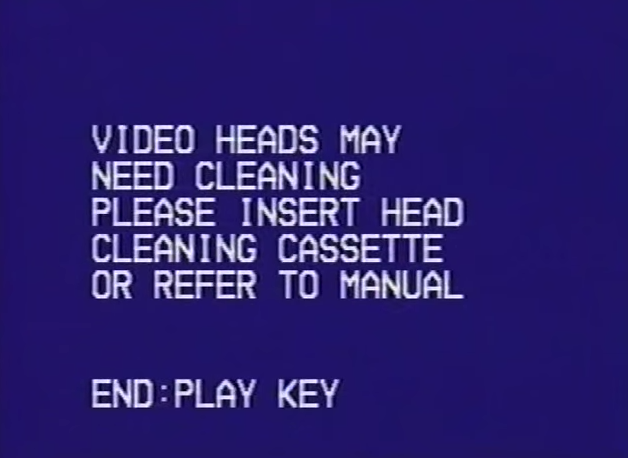 VIDEO HEADS MAY
NEED CLEANING
PLEASE INSERT HEAD
CLEANING CASSETTE
OR REFER TO MANUAL
END:PLAY KEY